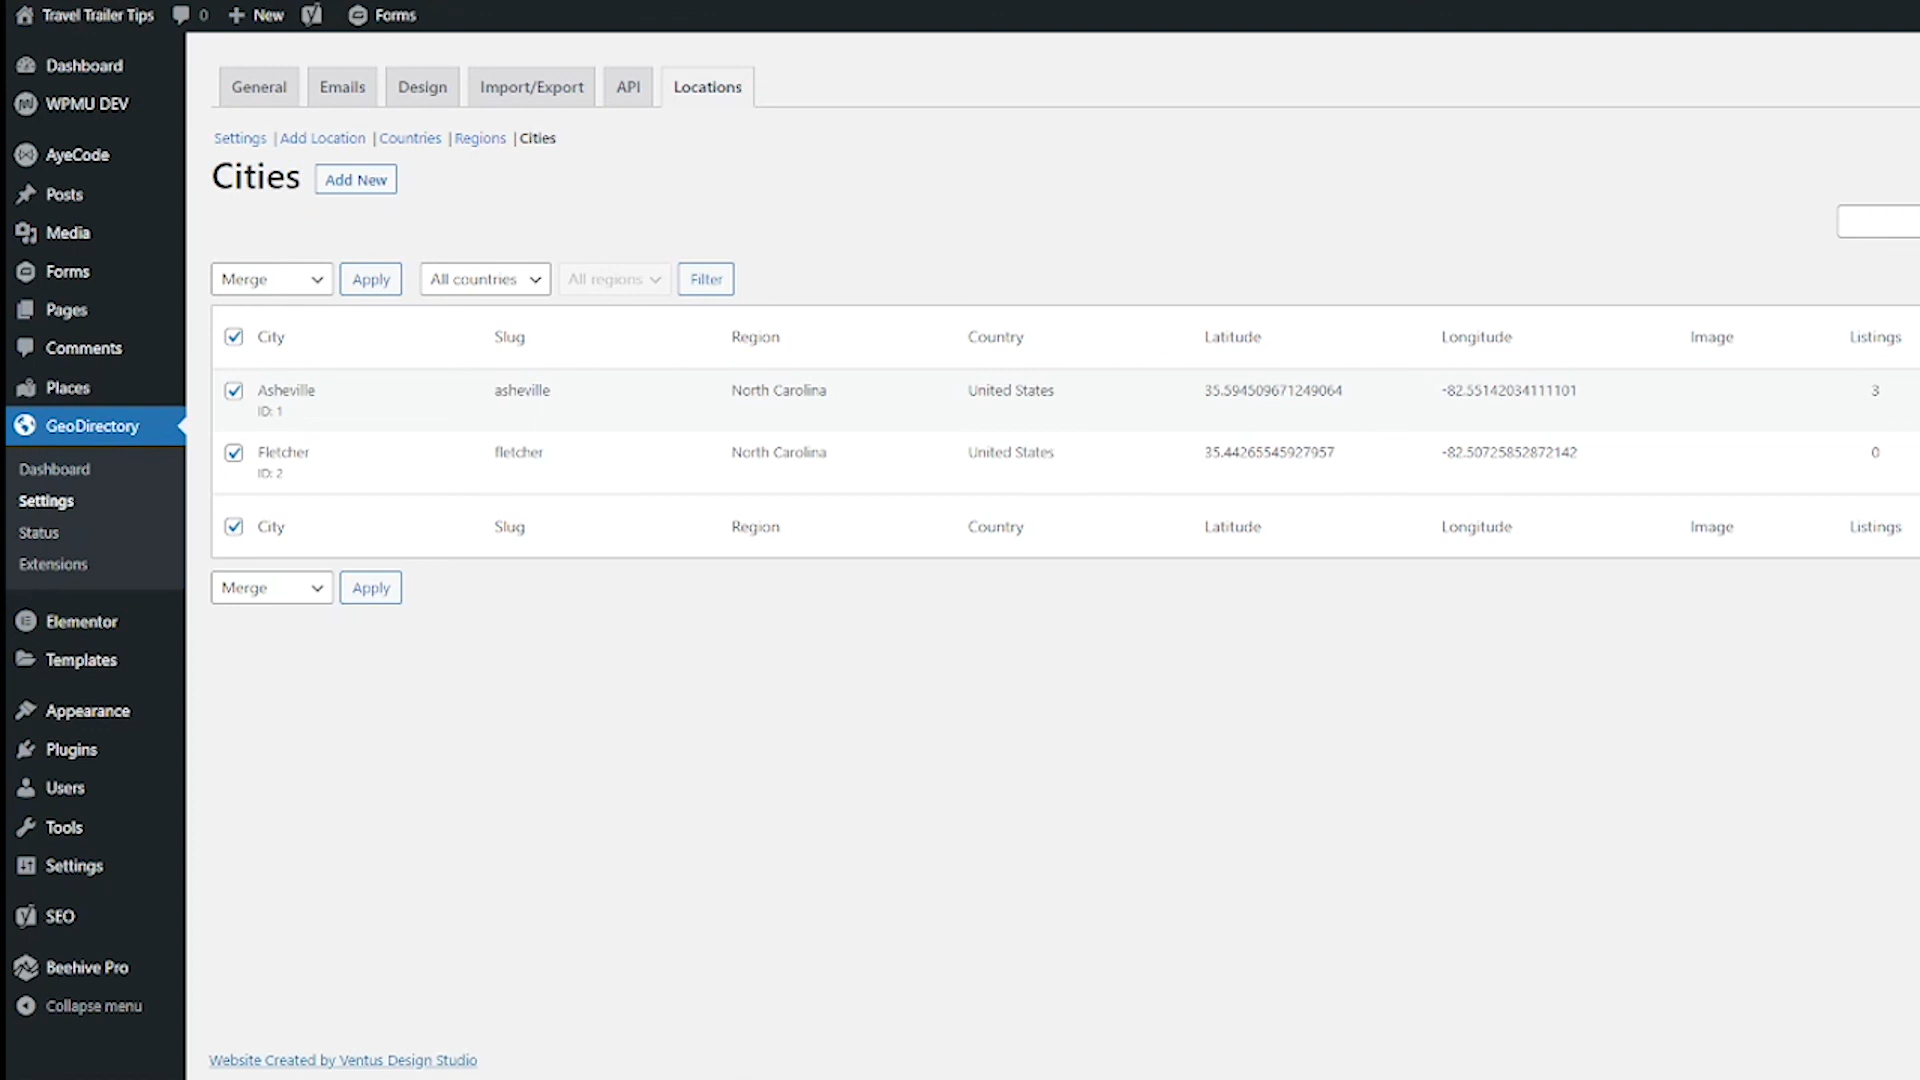 Travel Trailer Tips 0 New Forms
Dashboard
WPMU DEV
AyeCode
Posts
Media
Forms
Pages
Comments
Places
GeoDirectory
Dashboard
Settings
Status
Extensions
Elementor
Templates
Appearance
Plugins
Users
Tools
Settings
SEO
Beehive Pro
Collapse menu
General Emails Design Import/Export API Locations
Settings | Add Location | Countries | Regions | Cities
Cities Add New
Merge Apply All countries All regions Filter
City Slug Region Country Latitude Longitude Image Listings
Asheville asheville North Carolina United States 35.594509671249064 -82.55142034111101 3
ID: 1
Fletcher fletcher North Carolina United States 35.44265545927957 -82.50725852872142 0
ID: 2
City Slug Region Country Latitude Longitude Image Listings
Merge Apply
Website Created by Ventus Design Studio